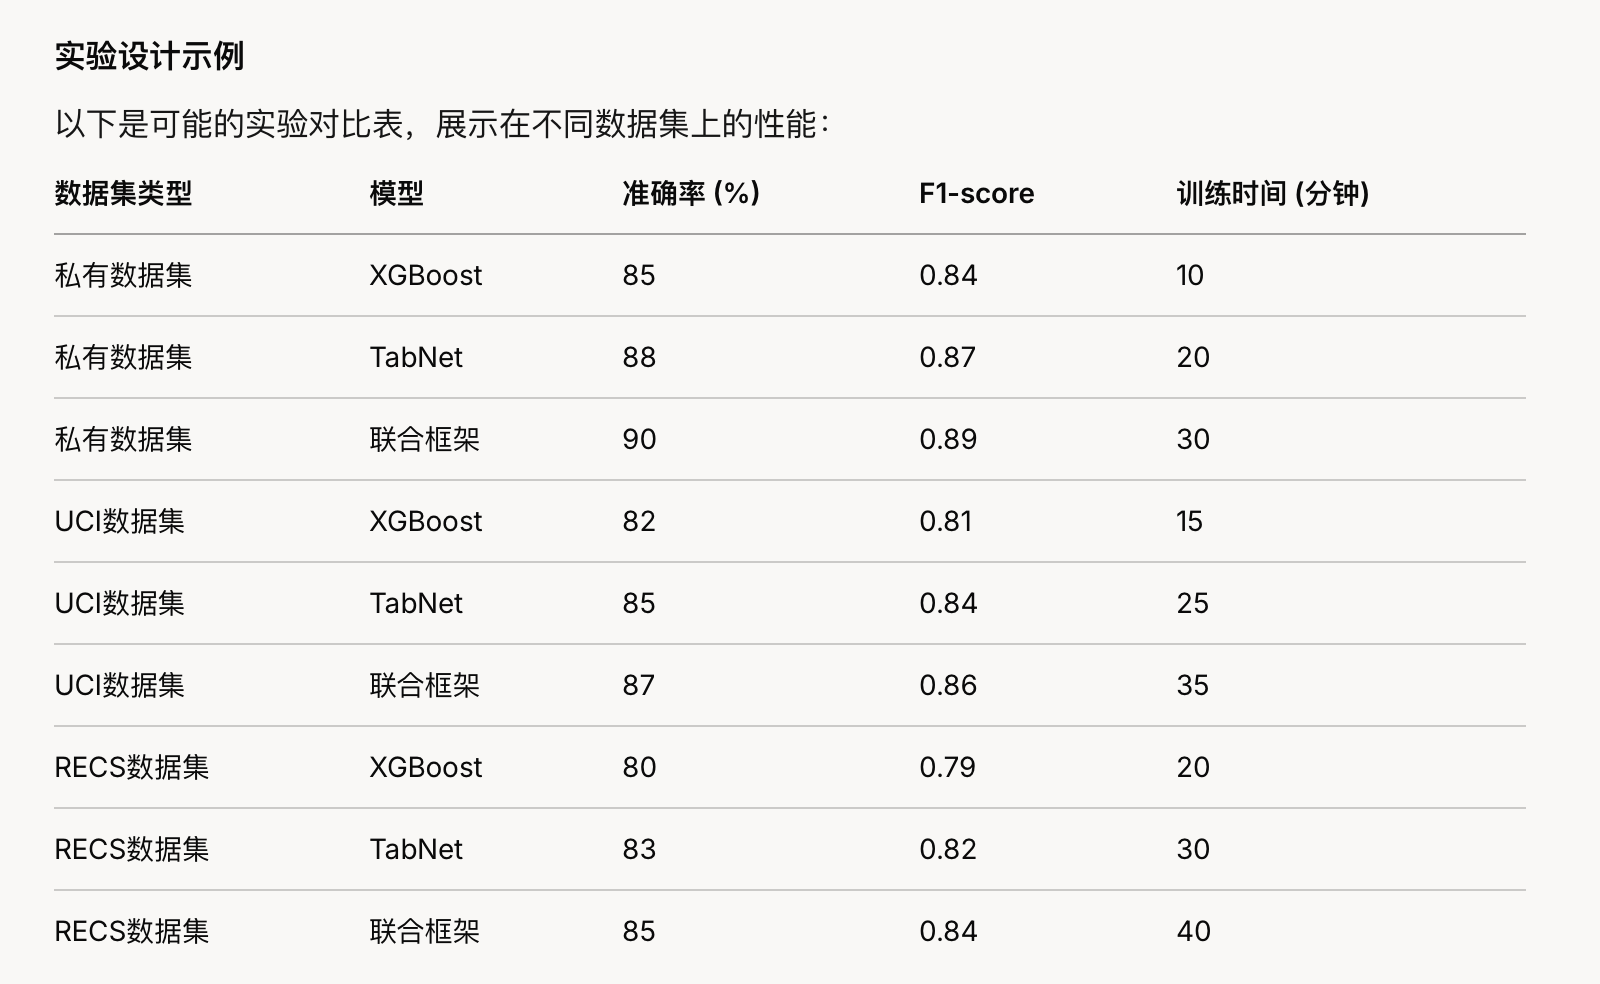 实验设计示例
以下是可能的实验对比表，展示在不同数据集上的性能：
数据集类型 模型 准确率 (%) F1-score 训练时间 (分钟)
私有数据集 XGBoost 85 0.84 10
私有数据集 TabNet 88 0.87 20
私有数据集 联合框架 90 0.89 30
UCI数据集 XGBoost 82 0.81 15
UCI数据集 TabNet 85 0.84 25
UCI数据集 联合框架 87 0.86 35
RECS数据集 XGBoost 80 0.79 20
RECS数据集 TabNet 83 0.82 30
RECS数据集 联合框架 85 0.84 40